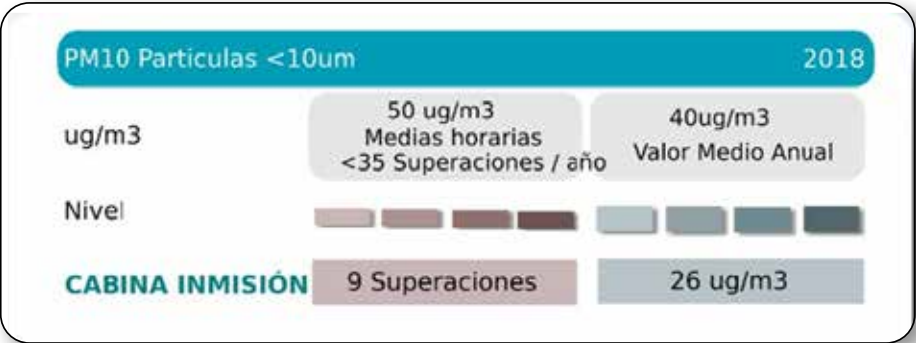 PM10 Particulas <10um 2018
ug/m3
50 ug/m3
Medias horarias
<35 Superaciones / año
40ug/m3
Valor Medio Anual
Nivel
CABINA INMISIÓN 9 Superaciones 26 ug/m3